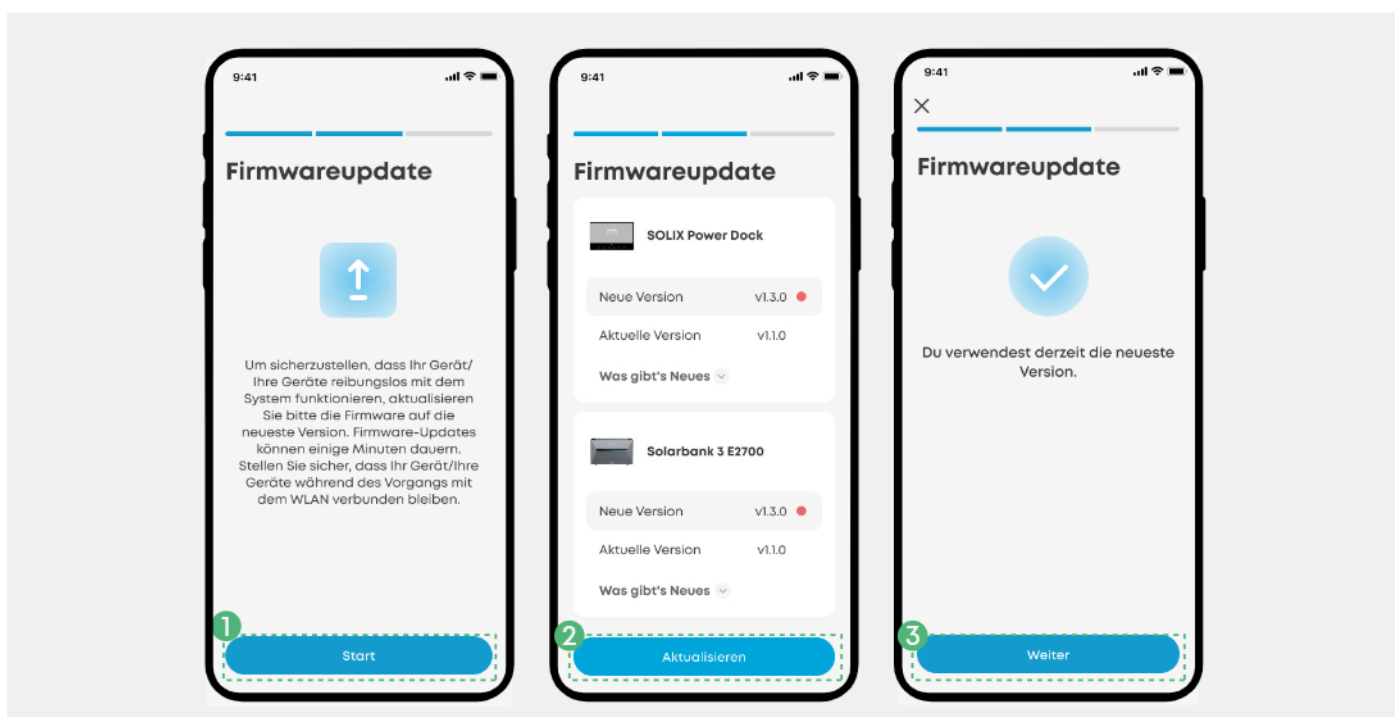 9:41
Firmwareupdate
Um sicherzustellen, dass Ihr Gerät/
Ihre Geräte reibungslos mit dem
System funktionieren, aktualisieren
Sie bitte die Firmware auf die
neueste Version. Firmware-Updates
können einige Minuten dauern.
Stellen Sie sicher, dass Ihr Gerät/Ihre
Geräte während des Vorgangs mit
dem WLAN verbunden bleiben.
1
Start
9:41
Firmwareupdate
SOLIX Power Dock
Neue Version v1.3.0
Aktuelle Version v1.1.0
Was gibt's Neues
Solarbank 3 E2700
Neue Version v1.3.0
Aktuelle Version v1.1.0
Was gibt's Neues
2
Aktualisieren
9:41
Firmwareupdate
Du verwendest derzeit die neueste
Version.
3
Weiter